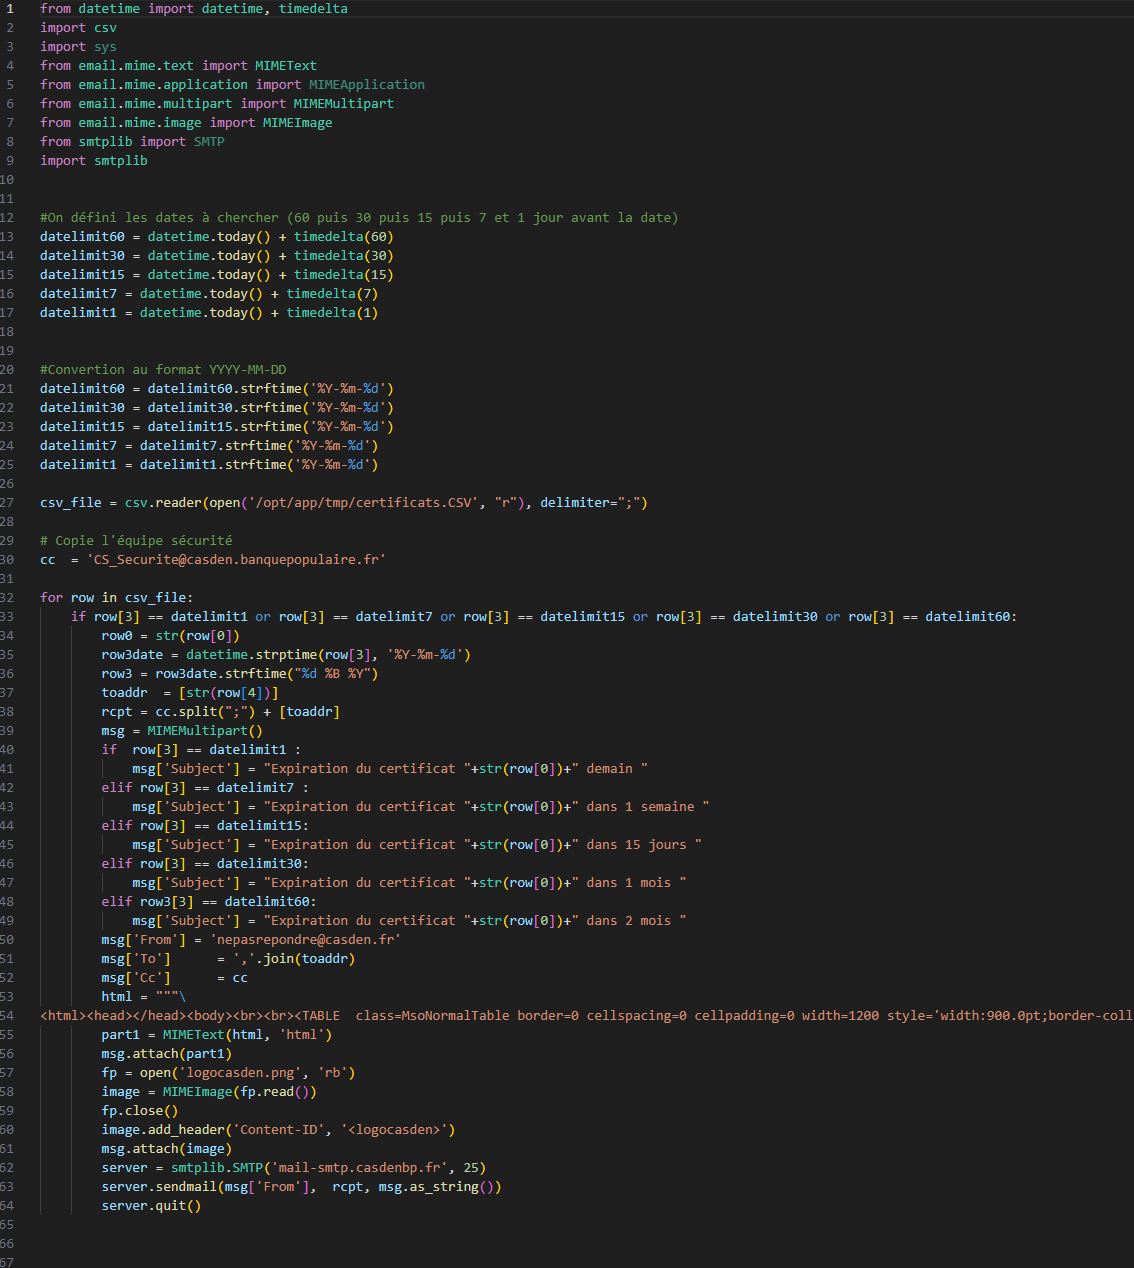 1 from datetime import datetime, timedelta
2 import csv
3 import sys
4 from email.mime.text import MIMEText
5 from email.mime.application import MIMEApplication
6 from email.mime.multipart import MIMEMultipart
7 from email.mime.image import MIMEImage
8 from smtplib import SMTP
9 import smtplib
10
11
12 #On défini les dates à chercher (60 puis 30 puis 15 puis 7 et 1 jour avant la date)
13 datelimit60 = datetime.today() + timedelta(60)
14 datelimit30 = datetime.today() + timedelta(30)
15 datelimit15 = datetime.today() + timedelta(15)
16 datelimit7 = datetime.today() + timedelta(7)
17 datelimit1 = datetime.today() + timedelta(1)
18
19
20 #Convertion au format YYYY-MM-DD
21 datelimit60 = datelimit60.strftime('%Y-%m-%d')
22 datelimit30 = datelimit30.strftime('%Y-%m-%d')
23 datelimit15 = datelimit15.strftime('%Y-%m-%d')
24 datelimit7 = datelimit7.strftime('%Y-%m-%d')
25 datelimit1 = datelimit1.strftime('%Y-%m-%d')
26
27 csv_file = csv.reader(open('/opt/app/tmp/certificats.CSV', "r"), delimiter=";")
28
29 # Copie l'équipe sécurité
30 cc  = 'CS_Securite@casden.banquepopulaire.fr'
31
32 for row in csv_file:
33     if row[3] == datelimit1 or row[3] == datelimit7 or row[3] == datelimit15 or row[3] == datelimit30 or row[3] == datelimit60:
34         row0 = str(row[0])
35         row3date = datetime.strptime(row[3], '%Y-%m-%d')
36         row3 = row3date.strftime("%d %B %Y")
37         toaddr  = [str(row[4])]
38         rcpt = cc.split(";") + [toaddr]
39         msg = MIMEMultipart()
40         if  row[3] == datelimit1 :
41             msg['Subject'] = "Expiration du certificat "+str(row[0])+" demain "
42         elif row[3] == datelimit7 :
43             msg['Subject'] = "Expiration du certificat "+str(row[0])+" dans 1 semaine "
44         elif row[3] == datelimit15:
45             msg['Subject'] = "Expiration du certificat "+str(row[0])+" dans 15 jours "
46         elif row[3] == datelimit30:
47             msg['Subject'] = "Expiration du certificat "+str(row[0])+" dans 1 mois "
48         elif row3[3] == datelimit60:
49             msg['Subject'] = "Expiration du certificat "+str(row[0])+" dans 2 mois "
50         msg['From'] = 'nepasrepondre@casden.fr'
51         msg['To']      = ','.join(toaddr)
52         msg['Cc']      = cc
53         html = """\
54 <html><head></head><body><br><br><TABLE  class=MsoNormalTable border=0 cellspacing=0 cellpadding=0 width=1200 style='width:900.0pt;border-coll
55         part1 = MIMEText(html, 'html')
56         msg.attach(part1)
57         fp = open('logocasden.png', 'rb')
58         image = MIMEImage(fp.read())
59         fp.close()
60         image.add_header('Content-ID', '<logocasden>')
61         msg.attach(image)
62         server = smtplib.SMTP('mail-smtp.casdenbp.fr', 25)
63         server.sendmail(msg['From'],  rcpt, msg.as_string())
64         server.quit()
65
66
67